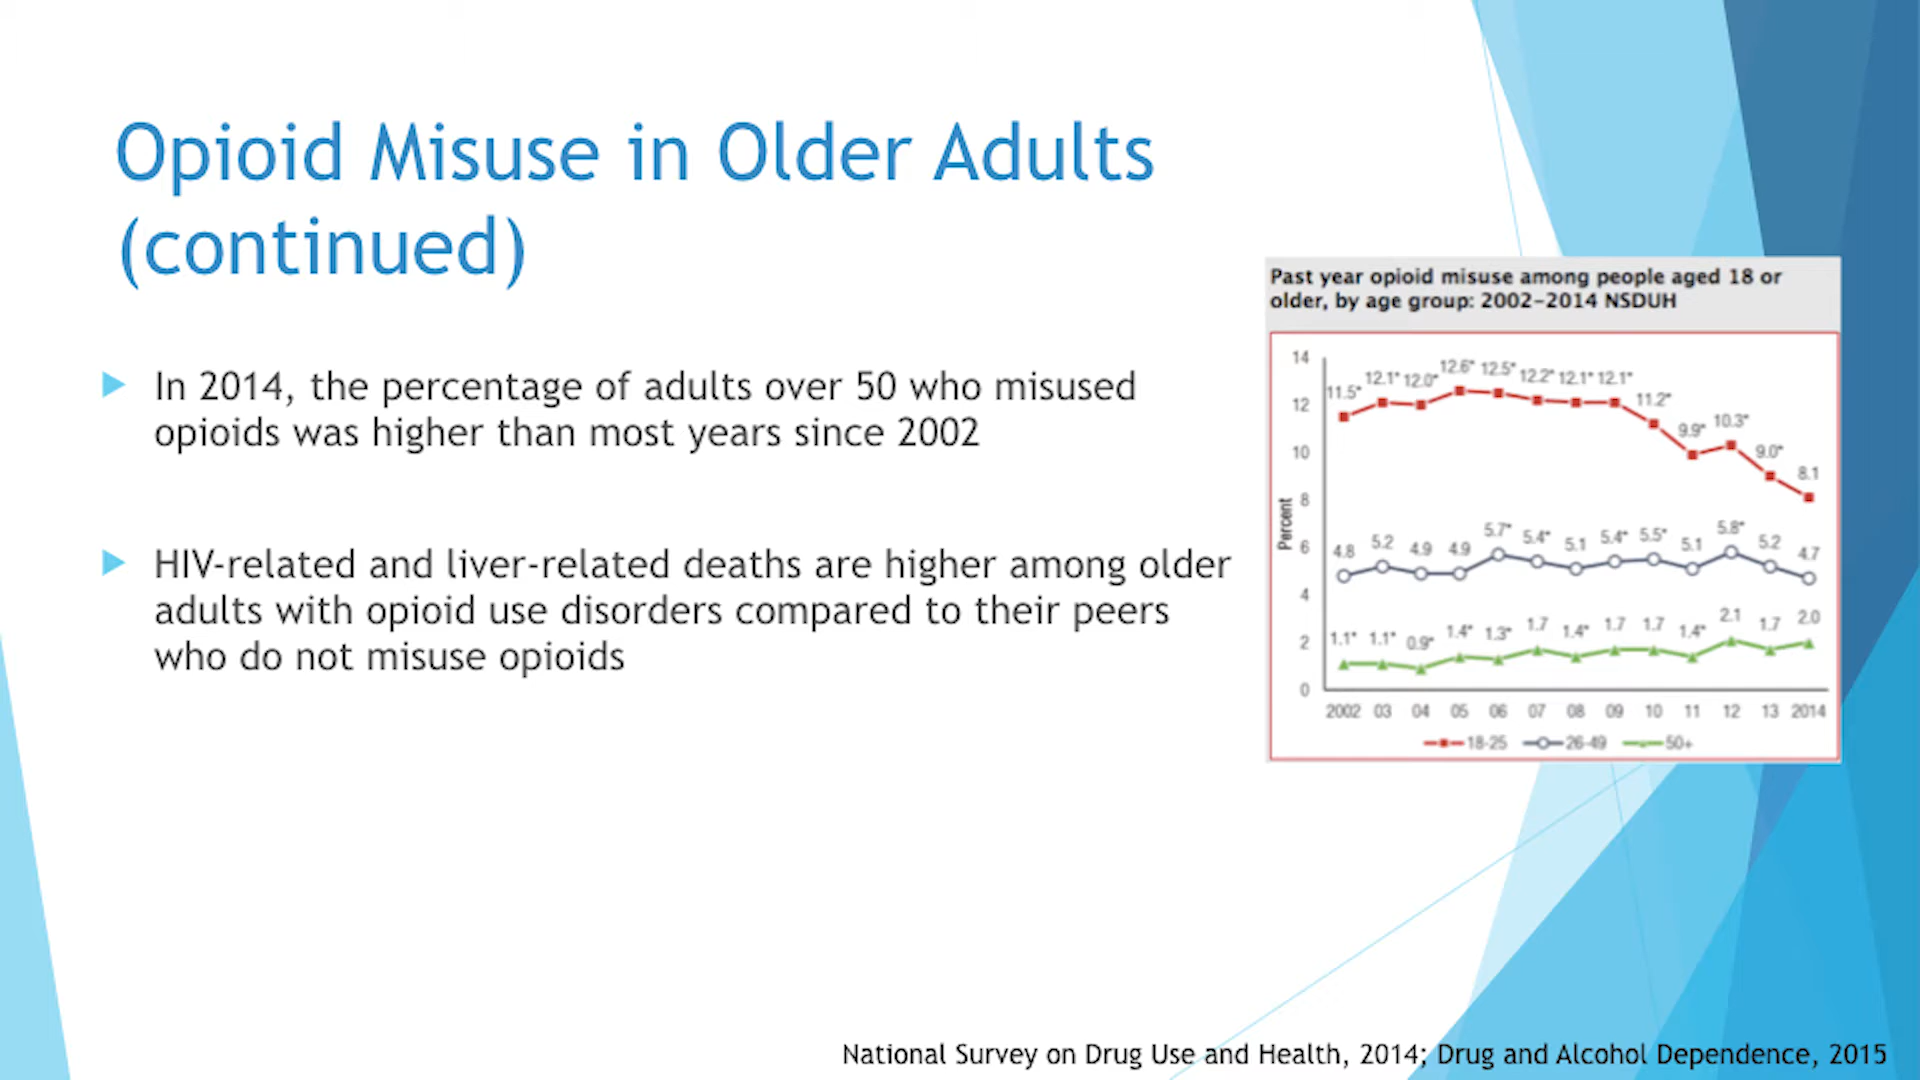 Opioid Misuse in Older Adults
(continued)
In 2014, the percentage of adults over 50 who misused
opioids was higher than most years since 2002
HIV-related and liver-related deaths are higher among older
adults with opioid use disorders compared to their peers
who do not misuse opioids
Past year opioid misuse among people aged 18 or
older, by age group: 2002-2014 NSDUH
Percent
14
12
10
8
6
4
2
0
11.5* 12.1* 12.0* 12.6* 12.5* 12.2* 12.1* 12.1* 11.2* 9.9* 10.3* 9.0* 8.1
4.8 5.2 4.9 4.9 5.7* 5.4* 5.1 5.4* 5.5* 5.1 5.8* 5.2 4.7
1.1* 1.1* 0.9* 1.4* 1.3* 1.7 1.4* 1.7 1.7 1.4* 2.1 1.7 2.0
2002 03 04 05 06 07 08 09 10 11 12 13 2014
18-25 26-49 50+
National Survey on Drug Use and Health, 2014; Drug and Alcohol Dependence, 2015